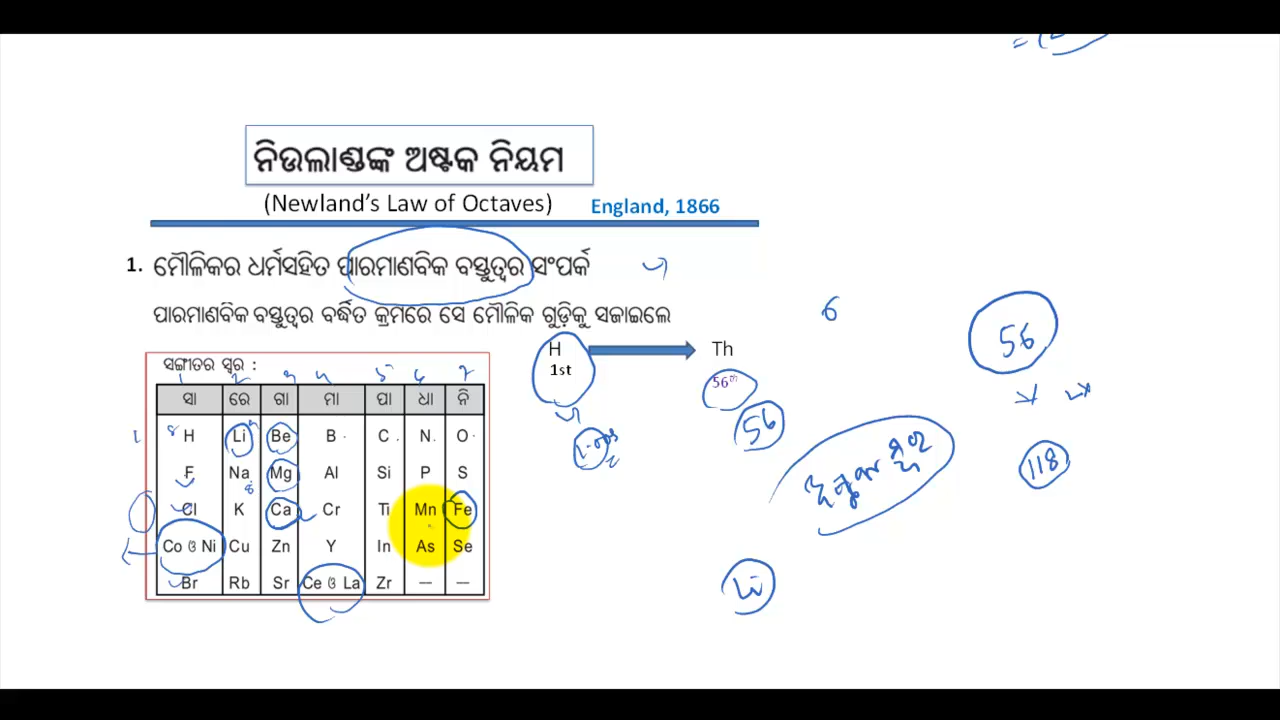 ନିଉଲାଣ୍ଡଙ୍କ ଅଷ୍ଟକ ନିୟମ
(Newland's Law of Octaves) England, 1866
1. ମୌଳିକର ଧର୍ମସହିତ ପାରମାଣବିକ ବସ୍ତୁତ୍ୱର ସଂପର୍କ
ପାରମାଣବିକ ବସ୍ତୁତ୍ୱର ବର୍ଦ୍ଧିତ କ୍ରମରେ ସେ ମୌଳିକ ଗୁଡ଼ିକୁ ସଜାଇଲେ
6
56
H Th
1st 56th
56
118
Li
ସଙ୍ଗୀତର ସ୍ୱର :
ସା ରେ ଗା ମା ପା ଧା ନି
H Li Be B C N O
F Na Mg Al Si P S
Cl K Ca Cr Ti Mn Fe
Co ଓ Ni Cu Zn Y In As Se
Br Rb Sr Ce ଓ La Zr — —